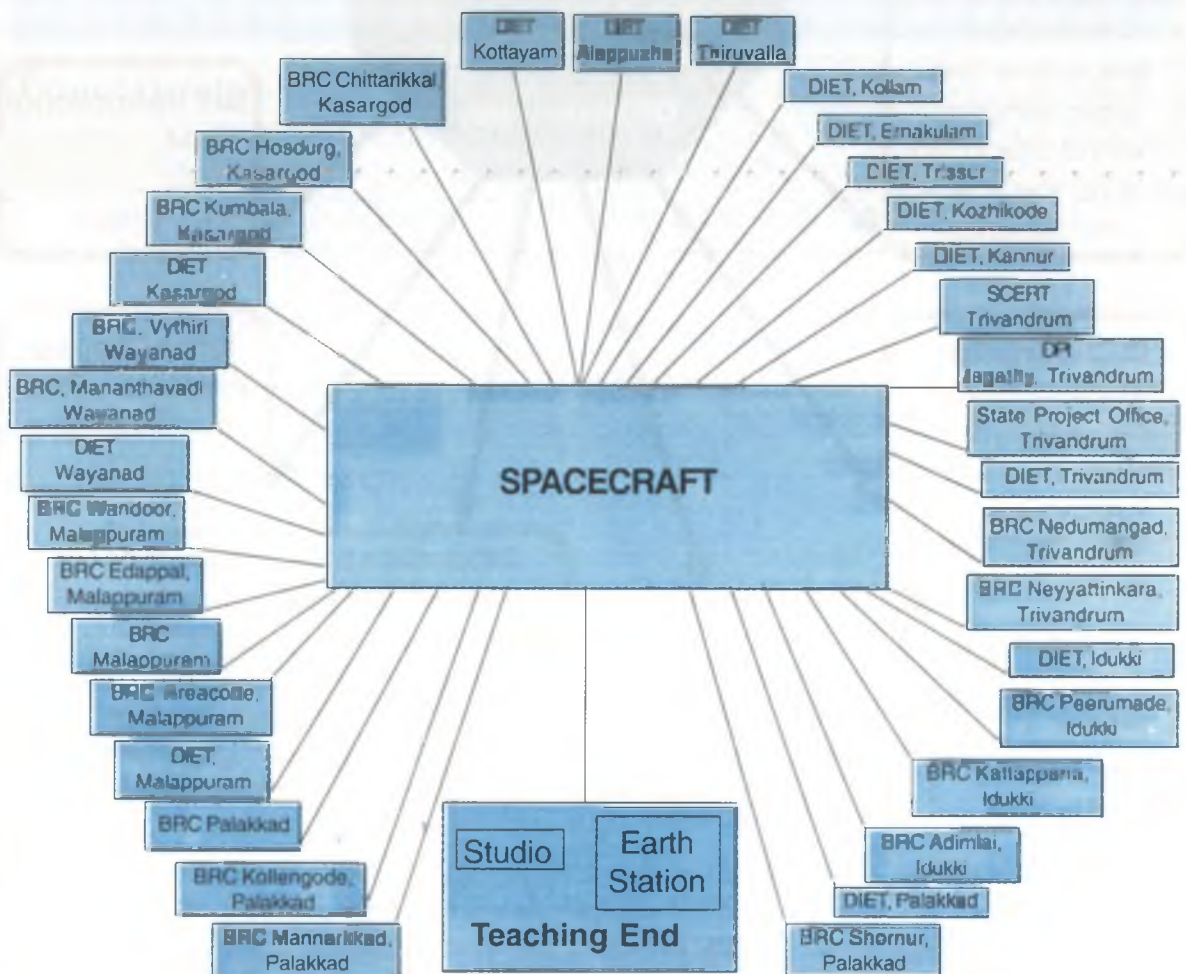 DIET
Kottayam
DIET
Alappuzha
DIET
Thiruvalla
BRC Chittarikkal,
Kasargod
DIET, Kollam
DIET, Ernakulam
BRC Hosdurg,
Kasargod
DIET, Trissur
BRC Kumbala,
Kasargod
DIET, Kozhikode
DIET
Kasargod
DIET, Kannur
SCERT
Trivandrum
BRC, Vythiri
Wayanad
DPI
Jagathy, Trivandrum
BRC, Mananthavadi
Wayanad
State Project Office,
Trivandrum
DIET
Wayanad
SPACECRAFT
DIET, Trivandrum
BRC Wandoor,
Malappuram
BRC Nedumangad,
Trivandrum
BRC Edappal,
Malappuram
BRC Neyyattinkara,
Trivandrum
BRC
Malappuram
DIET, Idukki
BRC Areacode,
Malappuram
BRC Peerumade,
Idukki
DIET,
Malappuram
BRC Kattappana,
Idukki
BRC Palakkad
Studio
Earth
Station
Teaching End
BRC Adimlai,
Idukki
BRC Kollengode,
Palakkad
DIET, Palakkad
BRC Mannarkkad,
Palakkad
BRC Shornur,
Palakkad